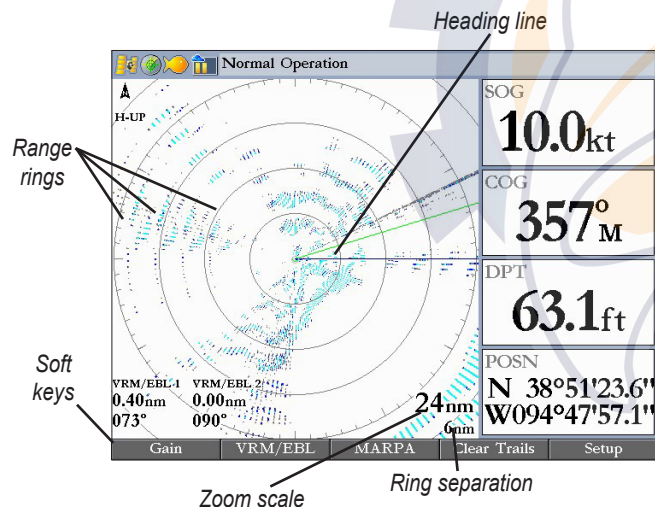 Heading line
Normal Operation
H-UP
Range
rings
SOG
10.0kt
COG
357°M
DPT
63.1ft
POSN
N 38°51'23.6"
W094°47'57.1"
Soft
keys
VRM/EBL 1 VRM/EBL 2
0.40nm 0.00nm
073° 090°
24nm
6nm
Gain VRM/EBL MARPA Clear Trails Setup
Zoom scale
Ring separation